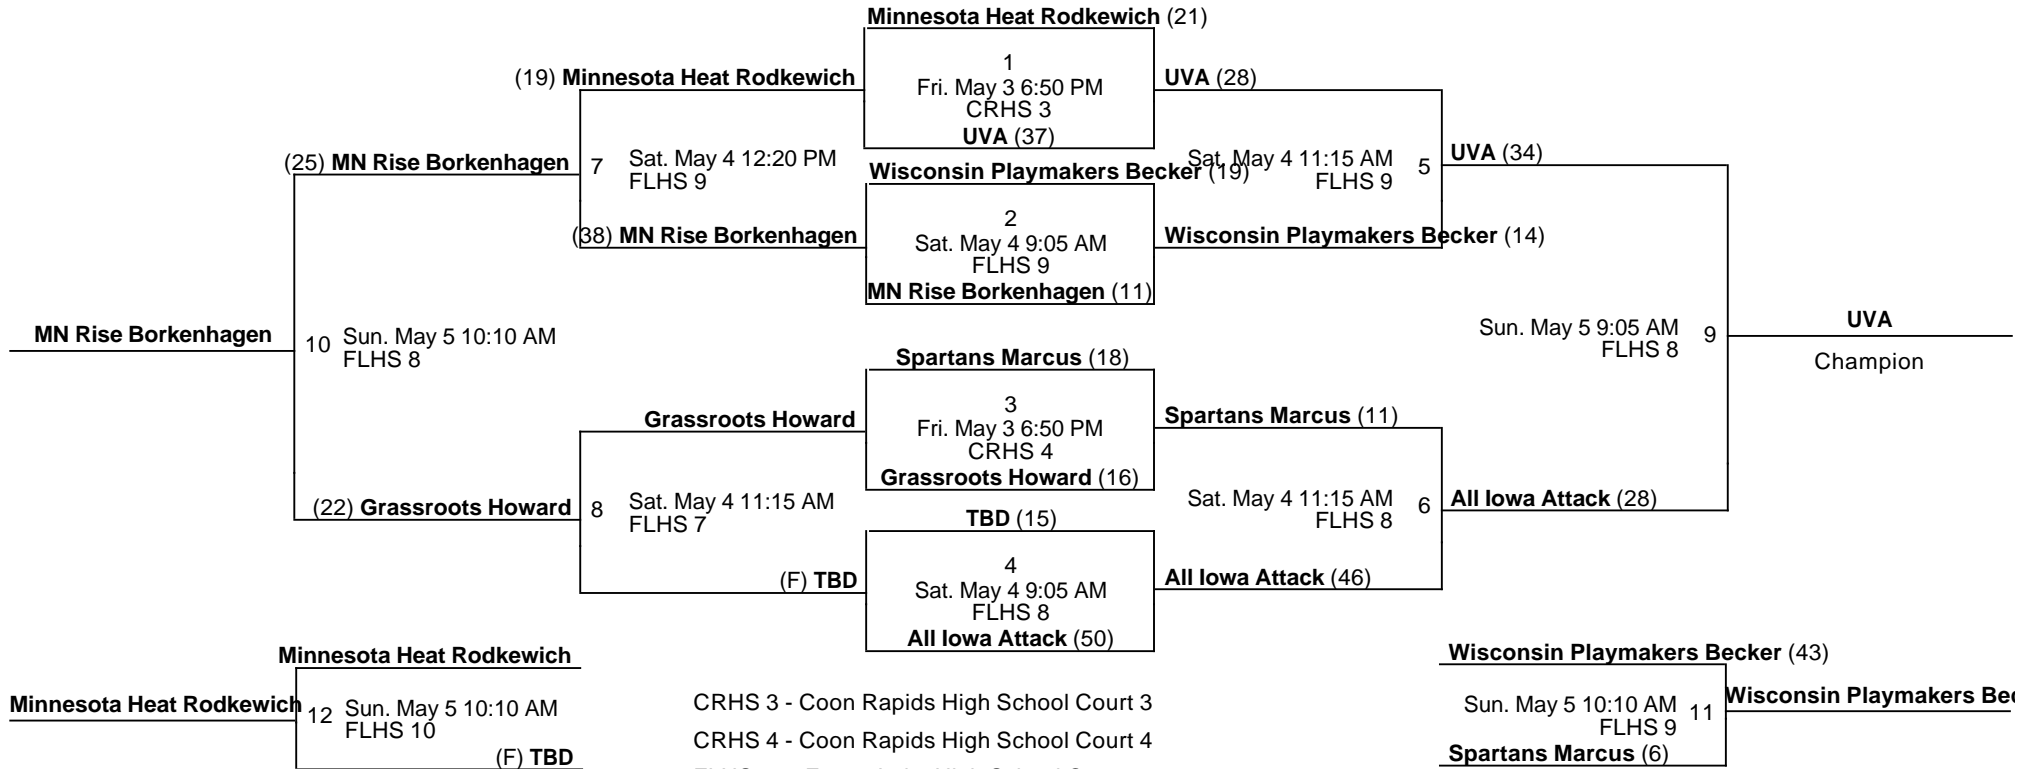 Minnesota Heat Rodkewich (21)
1
Fri. May 3 6:50 PM
CRHS 3
UVA (37)
(19) Minnesota Heat Rodkewich
UVA (28)
(25) MN Rise Borkenhagen
7
Sat. May 4 12:20 PM
FLHS 9
Wisconsin Playmakers Becker (19)
Sat. May 4 11:15 AM
FLHS 9
5
UVA (34)
2
Sat. May 4 9:05 AM
FLHS 9
MN Rise Borkenhagen (11)
(38) MN Rise Borkenhagen
Wisconsin Playmakers Becker (14)
MN Rise Borkenhagen
10
Sun. May 5 10:10 AM
FLHS 8
Sun. May 5 9:05 AM
FLHS 8
9
UVA
Champion
Spartans Marcus (18)
3
Fri. May 3 6:50 PM
CRHS 4
Grassroots Howard (16)
Grassroots Howard
Spartans Marcus (11)
(22) Grassroots Howard
8
Sat. May 4 11:15 AM
FLHS 7
Sat. May 4 11:15 AM
FLHS 8
6
All Iowa Attack (28)
TBD (15)
4
Sat. May 4 9:05 AM
FLHS 8
All Iowa Attack (50)
(F) TBD
All Iowa Attack (46)
Minnesota Heat Rodkewich
Minnesota Heat Rodkewich
12
Sun. May 5 10:10 AM
FLHS 10
(F) TBD
CRHS 3 - Coon Rapids High School Court 3
CRHS 4 - Coon Rapids High School Court 4
Wisconsin Playmakers Becker (43)
Sun. May 5 10:10 AM
FLHS 9
11
Wisconsin Playmakers
Spartans Marcus (6)